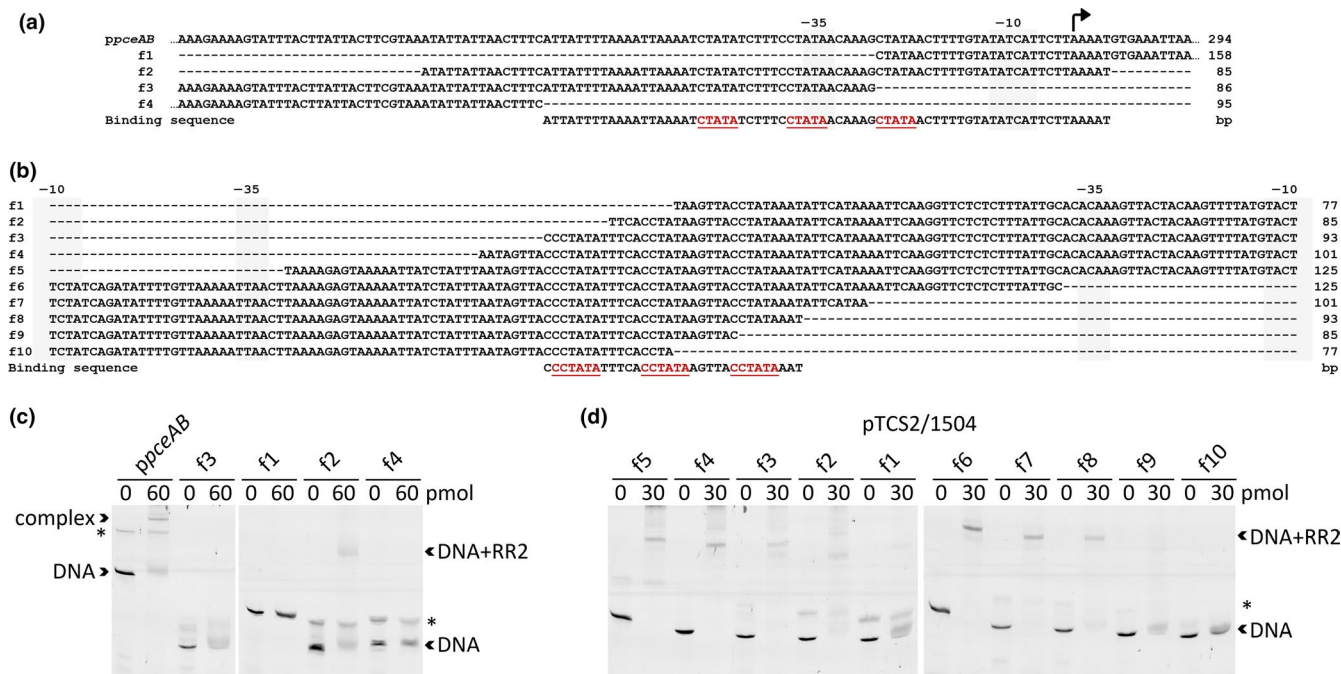 (a)
−35 −10
ppceAB …AAAGAAAAGTATTTACTTATTACTTCGTAAATATTATTAACTTTCATTATTTTAAAATTAAAATCTATATCTTTCCTATAACAAAGCTATAACTTTTGTATATCATTCTTAAAATGTGAAATTAA… 294
f1 --------------------------------------------------------------------------------------CTATAACTTTTGTATATCATTCTTAAAATGTGAAATTAA… 158
f2 ------------------------------ATATTATTAACTTTCATTATTTTAAAATTAAAATCTATATCTTTCCTATAACAAAGCTATAACTTTTGTATATCATTCTTAAAAT---------- 85
f3 AAAGAAAAGTATTTACTTATTACTTCGTAAATATTATTAACTTTCATTATTTTAAAATTAAAATCTATATCTTTCCTATAACAAAG--------------------------------------- 86
f4 …AAAGAAAAGTATTTACTTATTACTTCGTAAATATTATTAACTTTC-------------------------------------------------------------------------------- 95
Binding sequence ATTATTTTAAAATTAAAATCTATATCTTTCCTATAACAAAGCTATAACTTTTGTATATCATTCTTAAAAT bp
(b)
−10 −35 −35 −10
f1 -----------------------------------------------------------------------------TAAGTTACCTATAAATATTCATAAAATTCAAGGTTCTCTCTTTATTGCACACAAAGTTACTACAAGTTTTATGTACT 77
f2 ---------------------------------------------------------------------TTCACCTATAAGTTACCTATAAATATTCATAAAATTCAAGGTTCTCTCTTTATTGCACACAAAGTTACTACAAGTTTTATGTACT 85
f3 -------------------------------------------------------------CCCTATATTTCACCTATAAGTTACCTATAAATATTCATAAAATTCAAGGTTCTCTCTTTATTGCACACAAAGTTACTACAAGTTTTATGTACT 93
f4 -----------------------------------------------------AATAGTTACCCTATATTTCACCTATAAGTTACCTATAAATATTCATAAAATTCAAGGTTCTCTCTTTATTGCACACAAAGTTACTACAAGTTTTATGTACT 101
f5 -----------------------------TAAAAGAGTAAAAATTATCTATTTAATAGTTACCCTATATTTCACCTATAAGTTACCTATAAATATTCATAAAATTCAAGGTTCTCTCTTTATTGCACACAAAGTTACTACAAGTTTTATGTACT 125
f6 TCTATCAGATATTTTGTTAAAAATTAACTTAAAAGAGTAAAAATTATCTATTTAATAGTTACCCTATATTTCACCTATAAGTTACCTATAAATATTCATAAAATTCAAGGTTCTCTCTTTATTGC----------------------------- 125
f7 TCTATCAGATATTTTGTTAAAAATTAACTTAAAAGAGTAAAAATTATCTATTTAATAGTTACCCTATATTTCACCTATAAGTTACCTATAAATATTCATAA----------------------------------------------------- 101
f8 TCTATCAGATATTTTGTTAAAAATTAACTTAAAAGAGTAAAAATTATCTATTTAATAGTTACCCTATATTTCACCTATAAGTTACCTATAAAT------------------------------------------------------------- 93
f9 TCTATCAGATATTTTGTTAAAAATTAACTTAAAAGAGTAAAAATTATCTATTTAATAGTTACCCTATATTTCACCTATAAGTTAC--------------------------------------------------------------------- 85
f10 TCTATCAGATATTTTGTTAAAAATTAACTTAAAAGAGTAAAAATTATCTATTTAATAGTTACCCTATATTTCACCTA----------------------------------------------------------------------------- 77
Binding sequence CCCTATATTTCACCTATAAGTTACCTATAAAT bp
(c)
ppceAB f3 f1 f2 f4
0 60 0 60 0 60 0 60 0 60 pmol
complex
*
DNA
DNA+RR2
*
DNA
(d)
pTCS2/1504
f5 f4 f3 f2 f1 f6 f7 f8 f9 f10
0 30 0 30 0 30 0 30 0 30 0 30 0 30 0 30 0 30 0 30 pmol
DNA+RR2
*
DNA